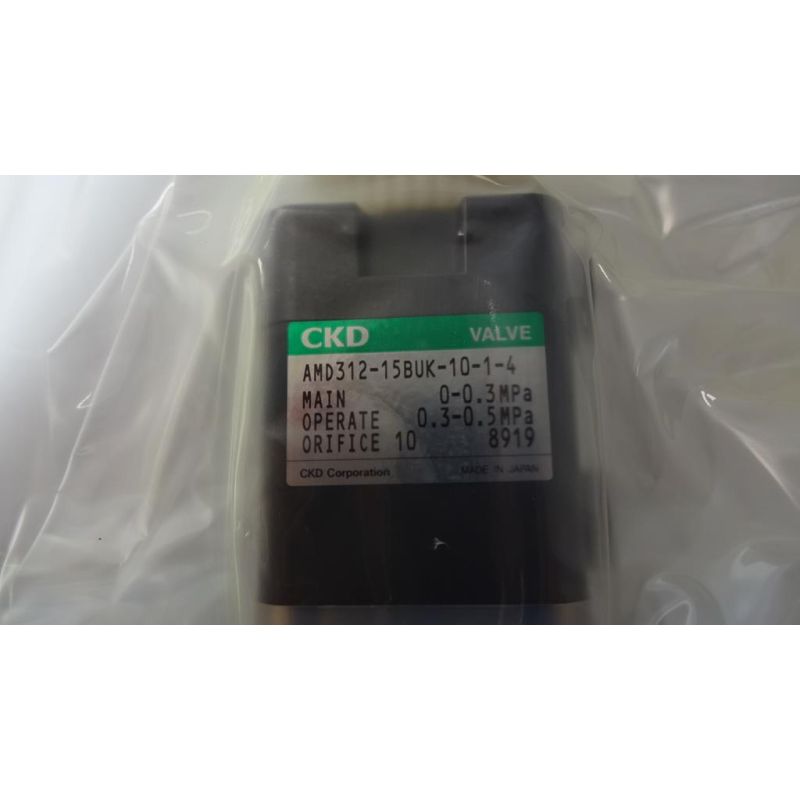 CKD VALVE
AMD312-15BUK-10-1-4
MAIN 0-0.3MPa
OPERATE 0.3-0.5MPa
ORIFICE 10 8919
CKD Corporation MADE IN JAPAN